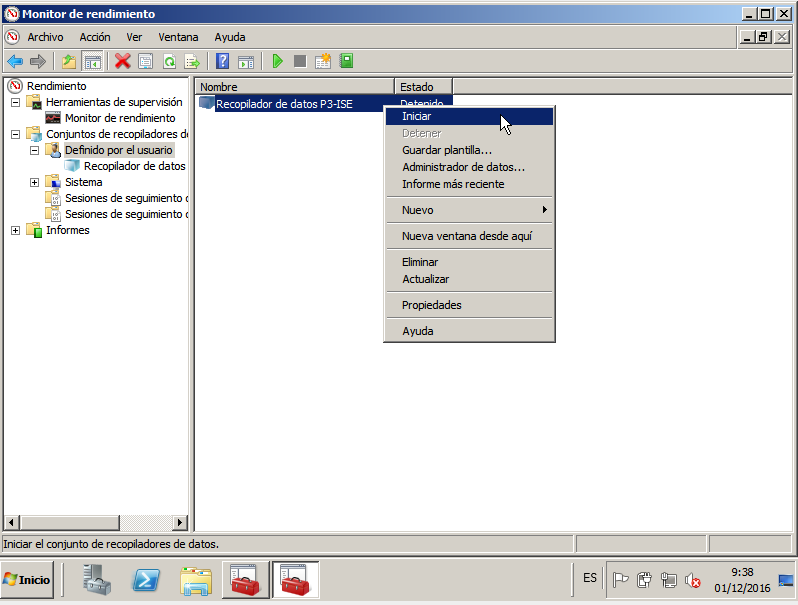 Monitor de rendimiento
Archivo Acción Ver Ventana Ayuda
Rendimiento
Herramientas de supervisión
Monitor de rendimiento
Conjuntos de recopiladores de
Definido por el usuario
Recopilador de datos
Sistema
Sesiones de seguimiento
Sesiones de seguimiento
Informes
Nombre Estado
Recopilador de datos P3-ISE Detenido
Iniciar
Detener
Guardar plantilla...
Administrador de datos...
Informe más reciente
Nuevo
Nueva ventana desde aquí
Eliminar
Actualizar
Propiedades
Ayuda
Iniciar el conjunto de recopiladores de datos.
Inicio ES 9:38
01/12/2016